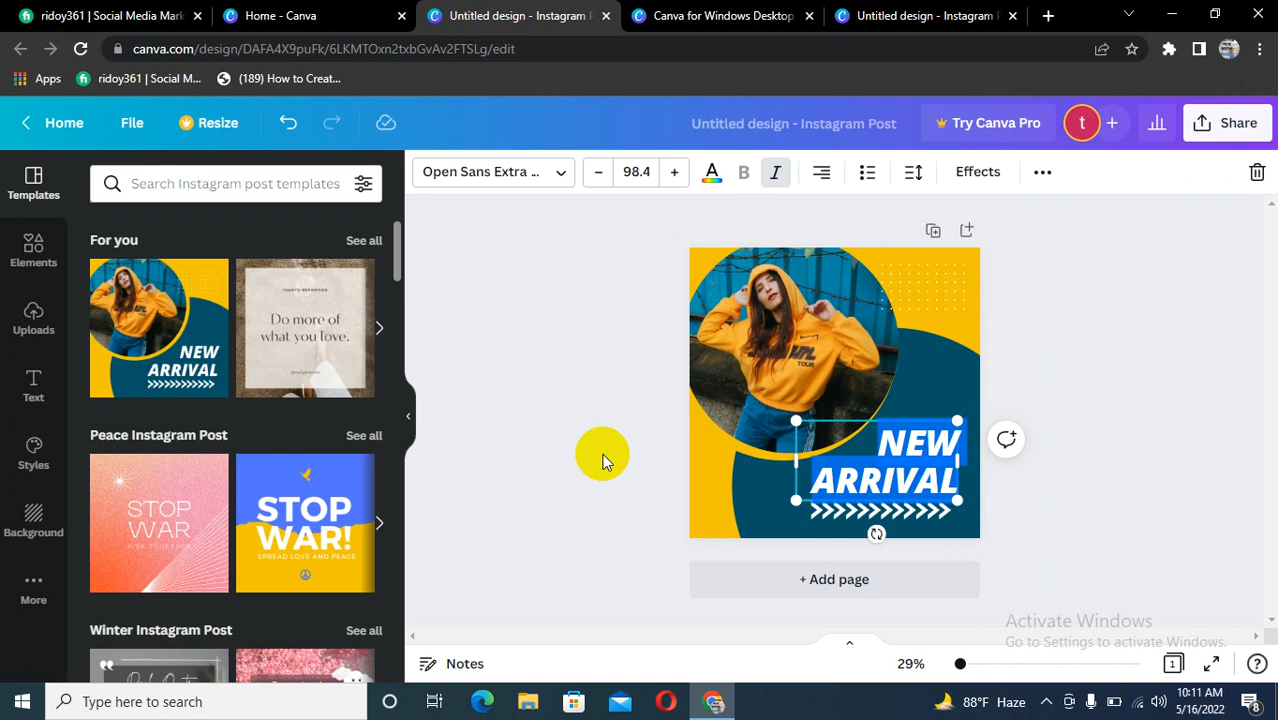 ridoy361 | Social Media Mark
Home - Canva
Untitled design - Instagram P
Canva for Windows Desktop
Untitled design - Instagram P
canva.com/design/DAFA4X9puFk/6LKMTOxn2txbGvAv2FTSLg/edit
Apps
ridoy361 | Social M...
(189) How to Creat...
Home
File
Resize
Untitled design - Instagram Post
Try Canva Pro
t
Share
Templates
Search Instagram post templates
Open Sans Extra ...
98.4
A
B
I
Effects
Elements
Uploads
Text
Styles
Background
More
For you
See all
NEW
ARRIVAL
TODAY'S INSPIRATION
Do more of
what you love.
Peace Instagram Post
See all
STOP
WAR
STOP
WAR!
SPREAD LOVE AND PEACE
Winter Instagram Post
See all
TOUR
NEW
ARRIVAL
+ Add page
Activate Windows
Go to Settings to activate Windows.
Notes
29%
1
Type here to search
88°F Haze
10:11 AM
5/16/2022
8